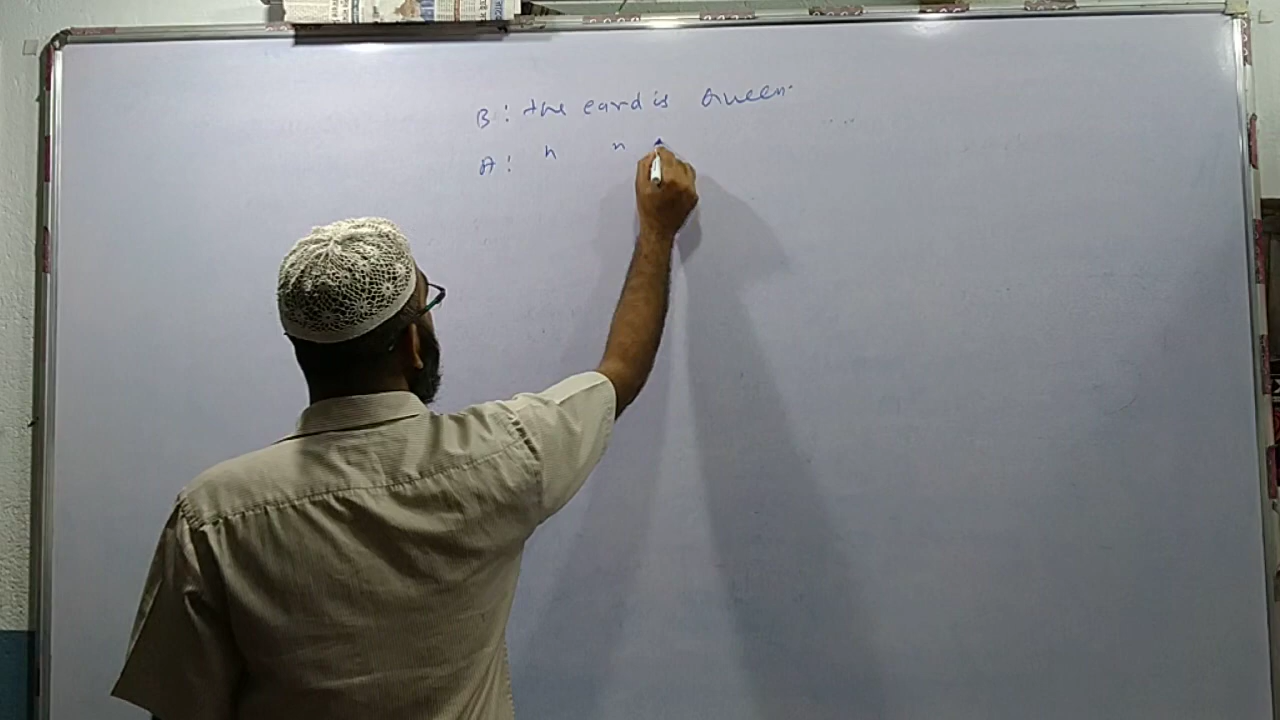 B: the card is Queen.
A: " "